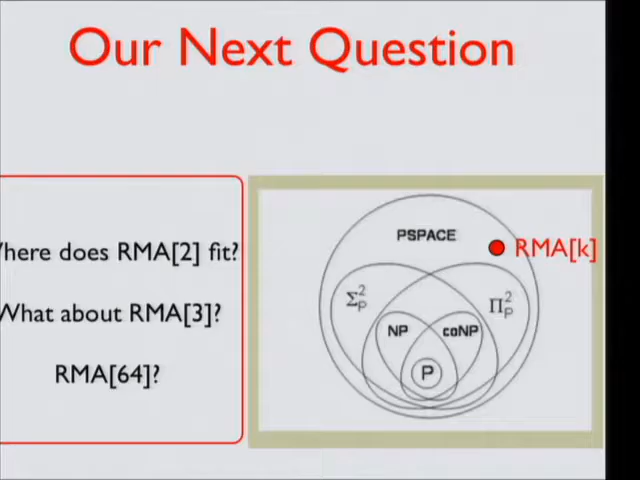 Our Next Question
here does RMA[2] fit?
What about RMA[3]?
RMA[64]?
PSPACE
RMA[k]
Σ²ₚ
Π²ₚ
NP
coNP
P